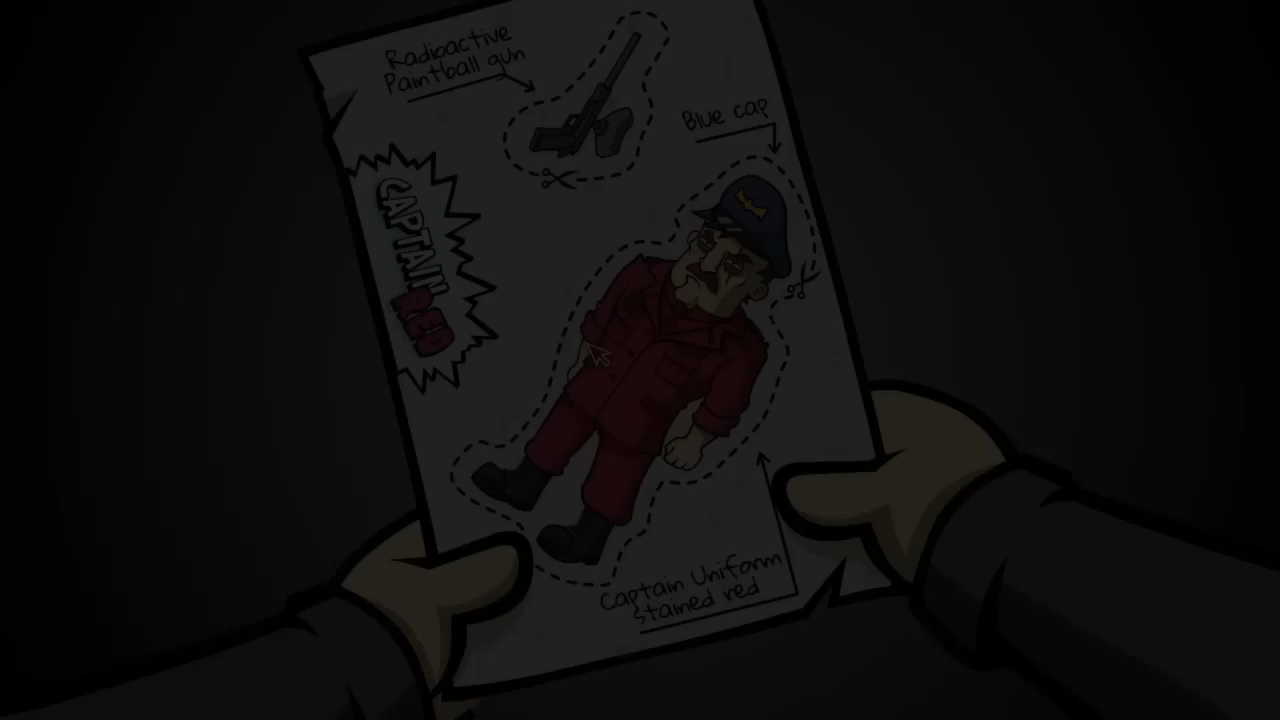 Radioactive
Paintball gun
Blue cap
CAPTAIN RED
Captain Uniform
stained red